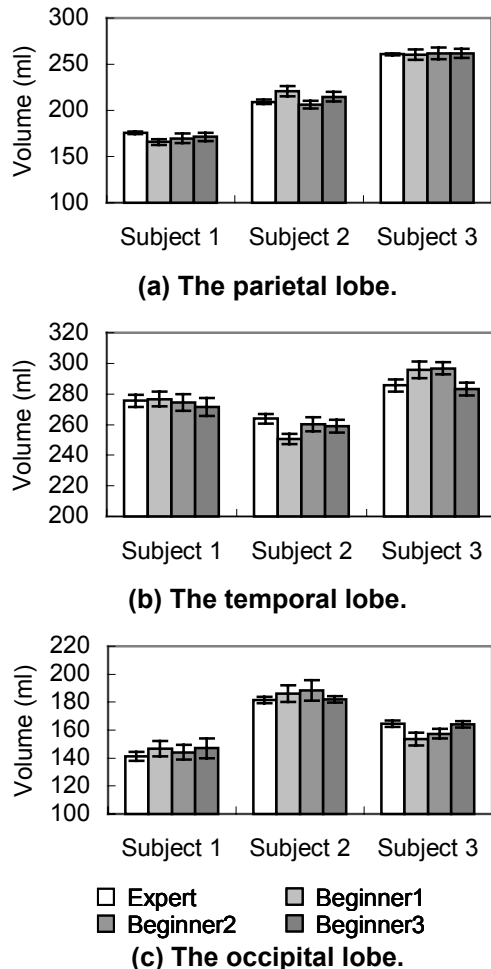 300
250
200
150
100
Volume (ml)
Subject 1 Subject 2 Subject 3
(a) The parietal lobe.
320
300
280
260
240
220
200
Volume (ml)
Subject 1 Subject 2 Subject 3
(b) The temporal lobe.
220
200
180
160
140
120
100
Volume (ml)
Subject 1 Subject 2 Subject 3
Expert Beginner1
Beginner2 Beginner3
(c) The occipital lobe.